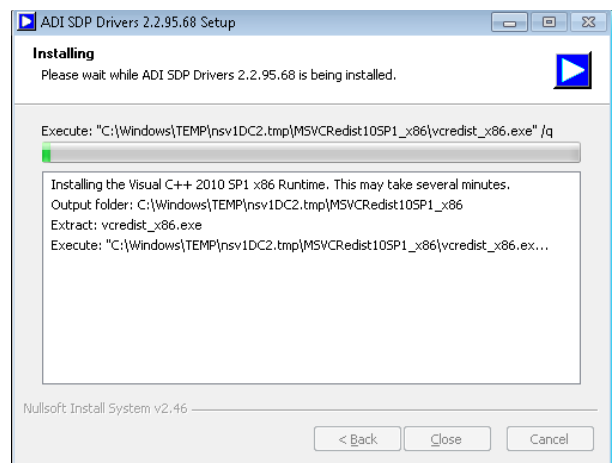 ADI SDP Drivers 2.2.95.68 Setup
Installing
Please wait while ADI SDP Drivers 2.2.95.68 is being installed.
Execute: "C:\Windows\TEMP\nsv1DC2.tmp\MSVCRedist10SP1_x86\vcredist_x86.exe" /q
Installing the Visual C++ 2010 SP1 x86 Runtime. This may take several minutes.
Output folder: C:\Windows\TEMP\nsv1DC2.tmp\MSVCRedist10SP1_x86
Extract: vcredist_x86.exe
Execute: "C:\Windows\TEMP\nsv1DC2.tmp\MSVCRedist10SP1_x86\vcredist_x86.ex...
Nullsoft Install System v2.46
< Back Close Cancel